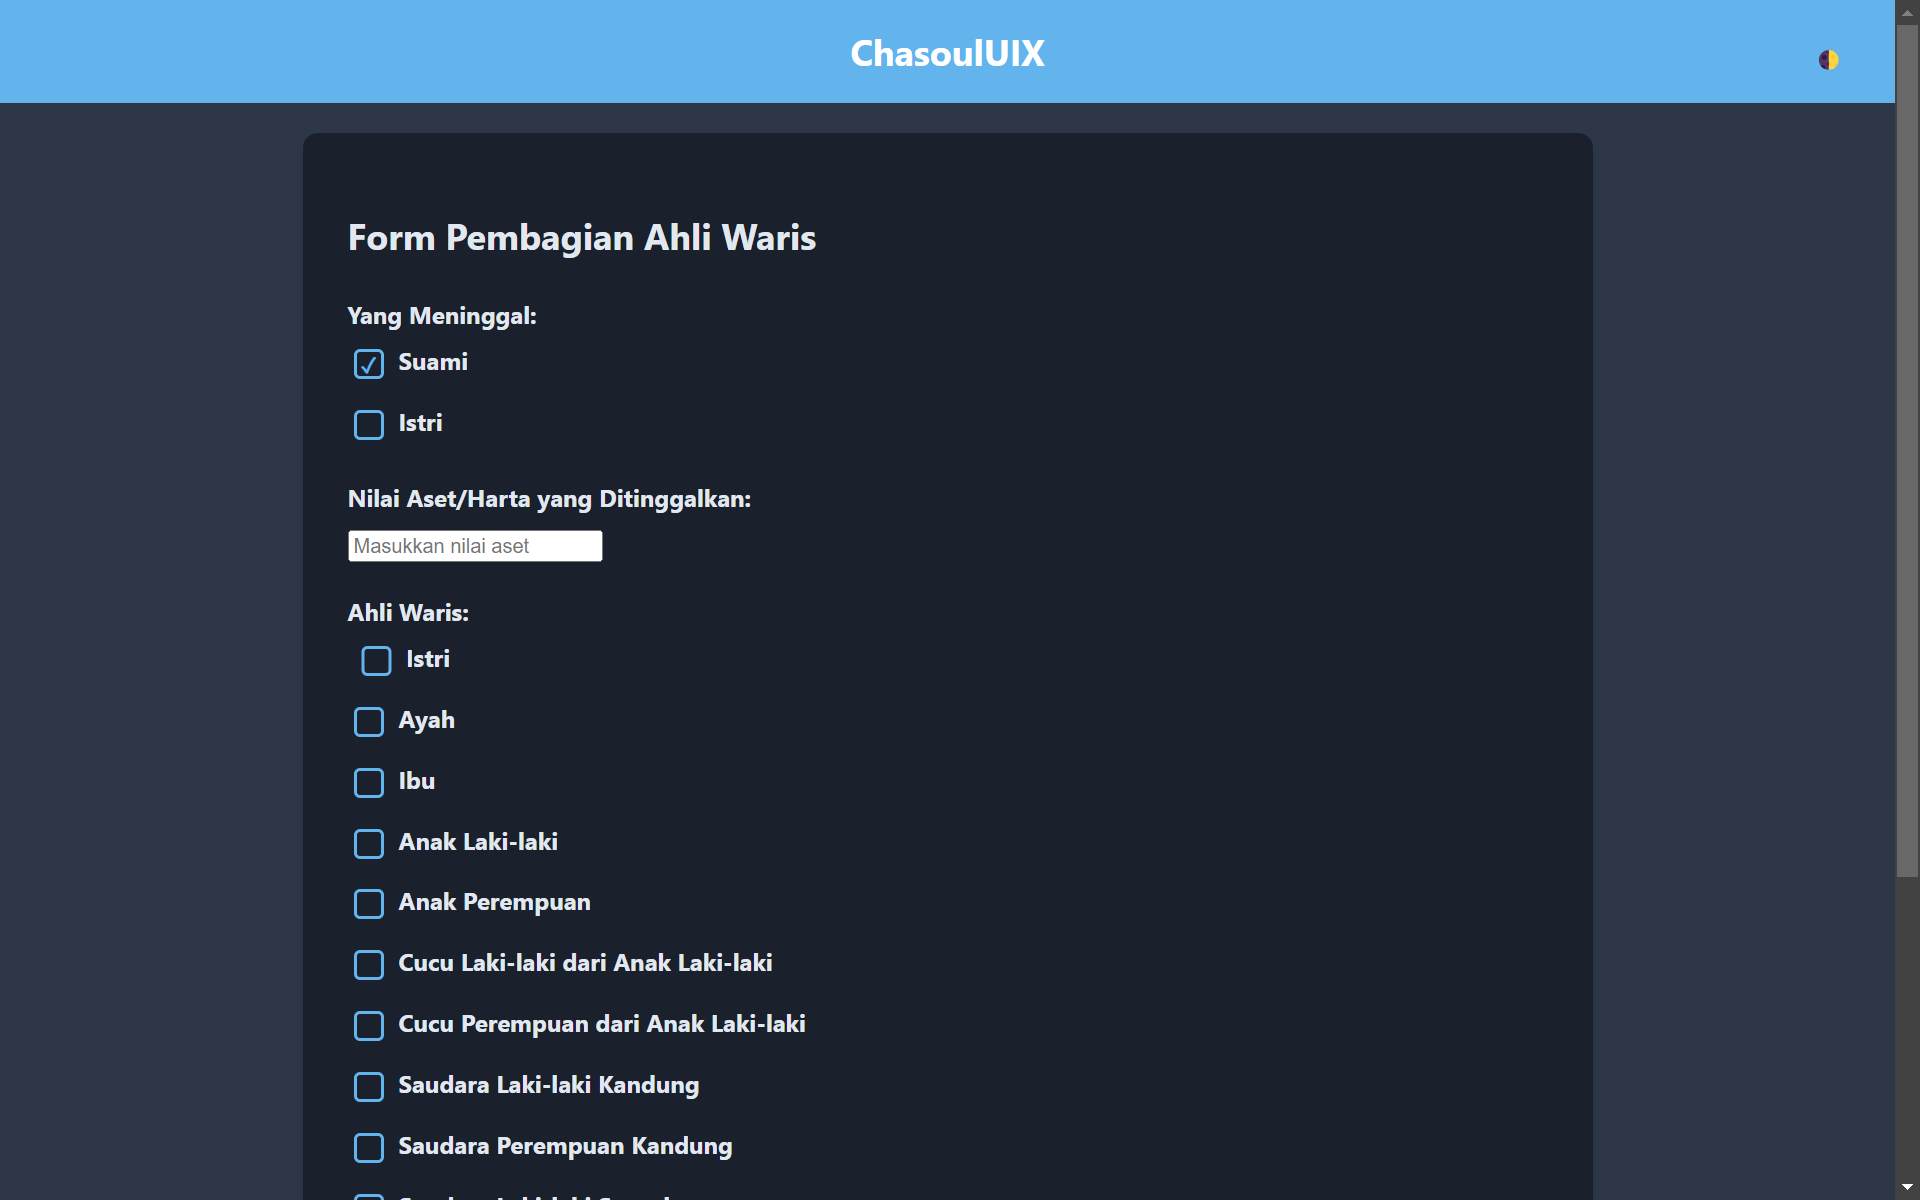 ChasoulUIX
Form Pembagian Ahli Waris
Yang Meninggal:
Suami
Istri
Nilai Aset/Harta yang Ditinggalkan:
Masukkan nilai aset
Ahli Waris:
Istri
Ayah
Ibu
Anak Laki-laki
Anak Perempuan
Cucu Laki-laki dari Anak Laki-laki
Cucu Perempuan dari Anak Laki-laki
Saudara Laki-laki Kandung
Saudara Perempuan Kandung